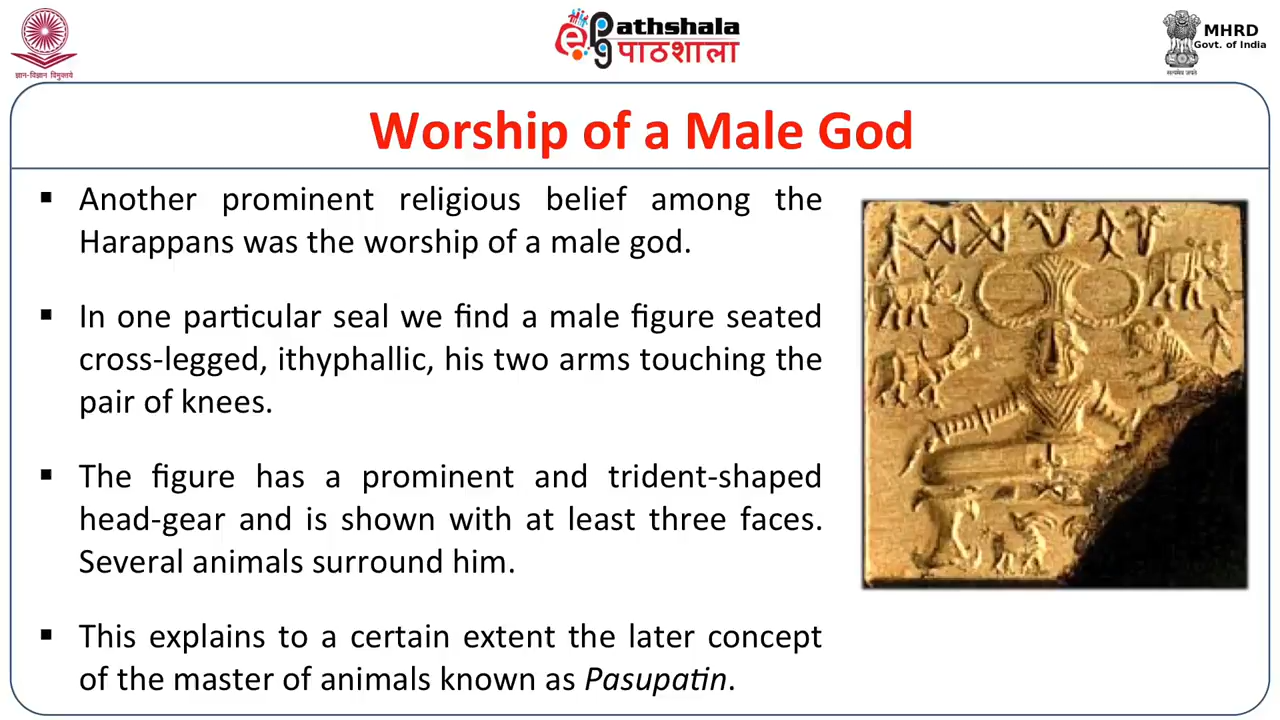 ज्ञान-विज्ञान विमुक्तये
ePathshala
पाठशाला
MHRD
Govt. of India
सत्यमेव जयते
Worship of a Male God
▪ Another prominent religious belief among the
Harappans was the worship of a male god.
▪ In one particular seal we find a male figure seated
cross-legged, ithyphallic, his two arms touching the
pair of knees.
▪ The figure has a prominent and trident-shaped
head-gear and is shown with at least three faces.
Several animals surround him.
▪ This explains to a certain extent the later concept
of the master of animals known as Pasupatin.